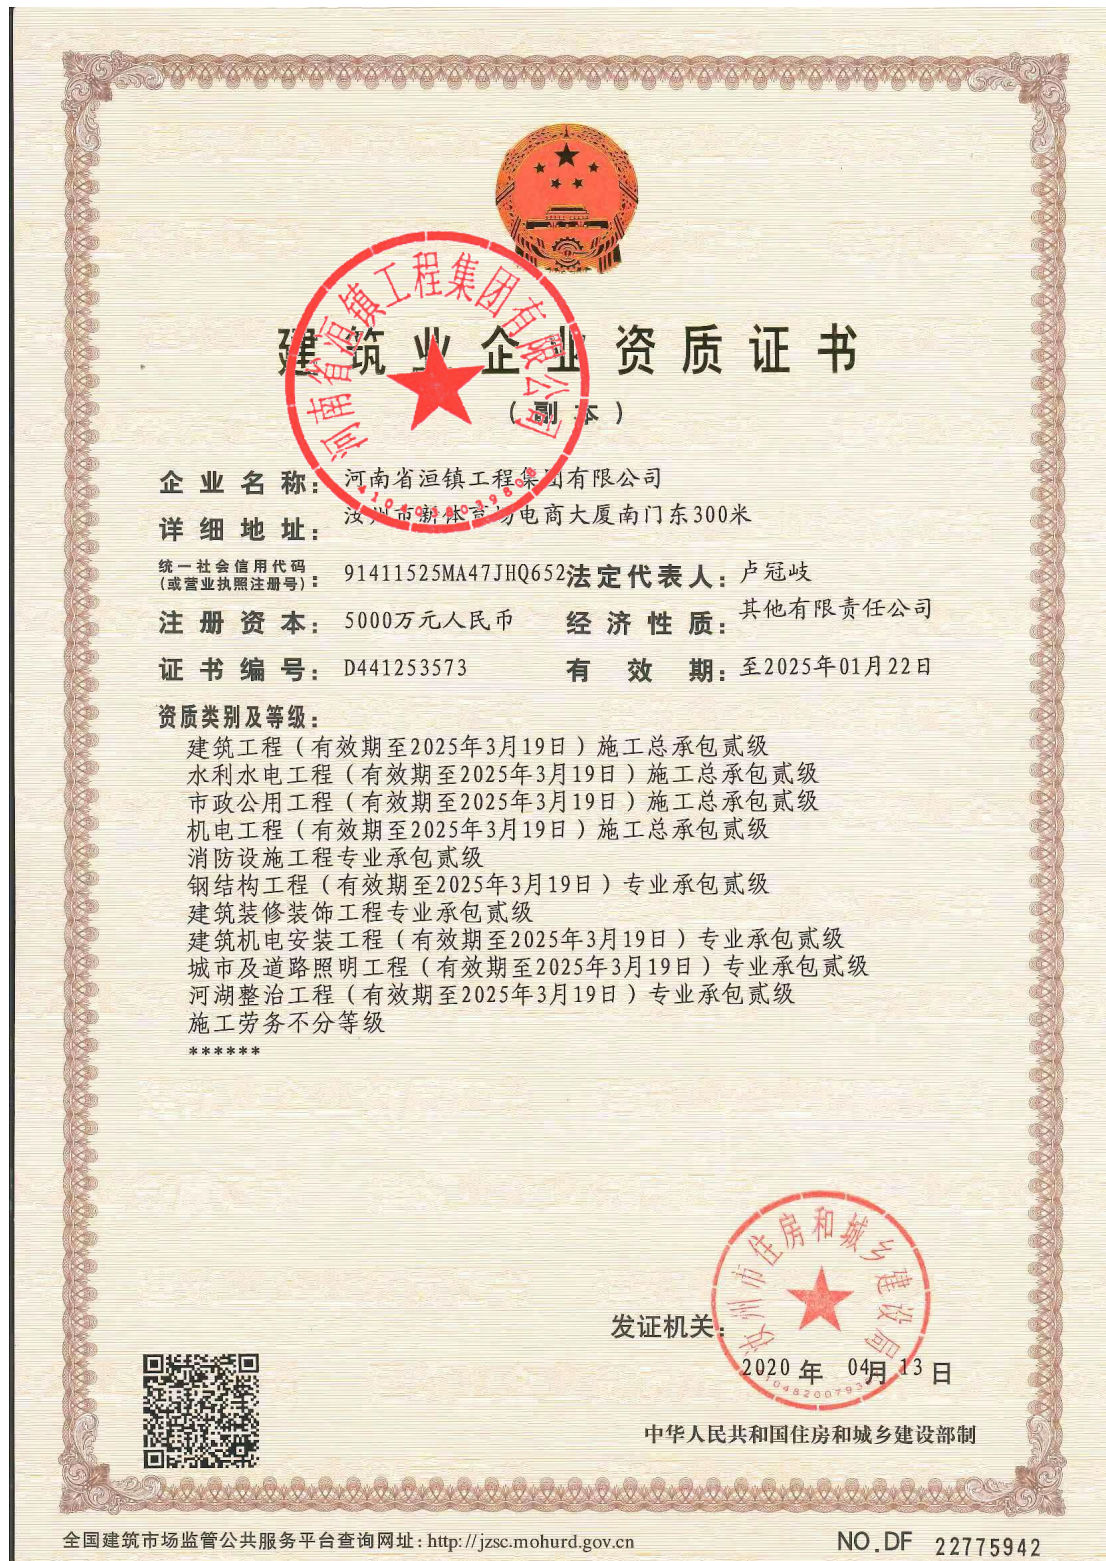 建筑业企业资质证书
（副本）
河南省洹镇工程集团有限公司
企业名称：河南省洹镇工程集团有限公司
详细地址：汝州市新体育场电商大厦南门东300米
统一社会信用代码
（或营业执照注册号）：91411525MA47JHQ652 法定代表人：卢冠岐
注册资本：5000万元人民币 经济性质：其他有限责任公司
证书编号：D441253573 有效期：至2025年01月22日
资质类别及等级：
建筑工程（有效期至2025年3月19日）施工总承包贰级
水利水电工程（有效期至2025年3月19日）施工总承包贰级
市政公用工程（有效期至2025年3月19日）施工总承包贰级
机电工程（有效期至2025年3月19日）施工总承包贰级
消防设施工程专业承包贰级
钢结构工程（有效期至2025年3月19日）专业承包贰级
建筑装修装饰工程专业承包贰级
建筑机电安装工程（有效期至2025年3月19日）专业承包贰级
城市及道路照明工程（有效期至2025年3月19日）专业承包贰级
河湖整治工程（有效期至2025年3月19日）专业承包贰级
施工劳务不分等级
******
汝州市住房和城乡建设局
发证机关：
2020年04月13日
中华人民共和国住房和城乡建设部制
全国建筑市场监管公共服务平台查询网址：http://jzsc.mohurd.gov.cn
NO.DF 22775942